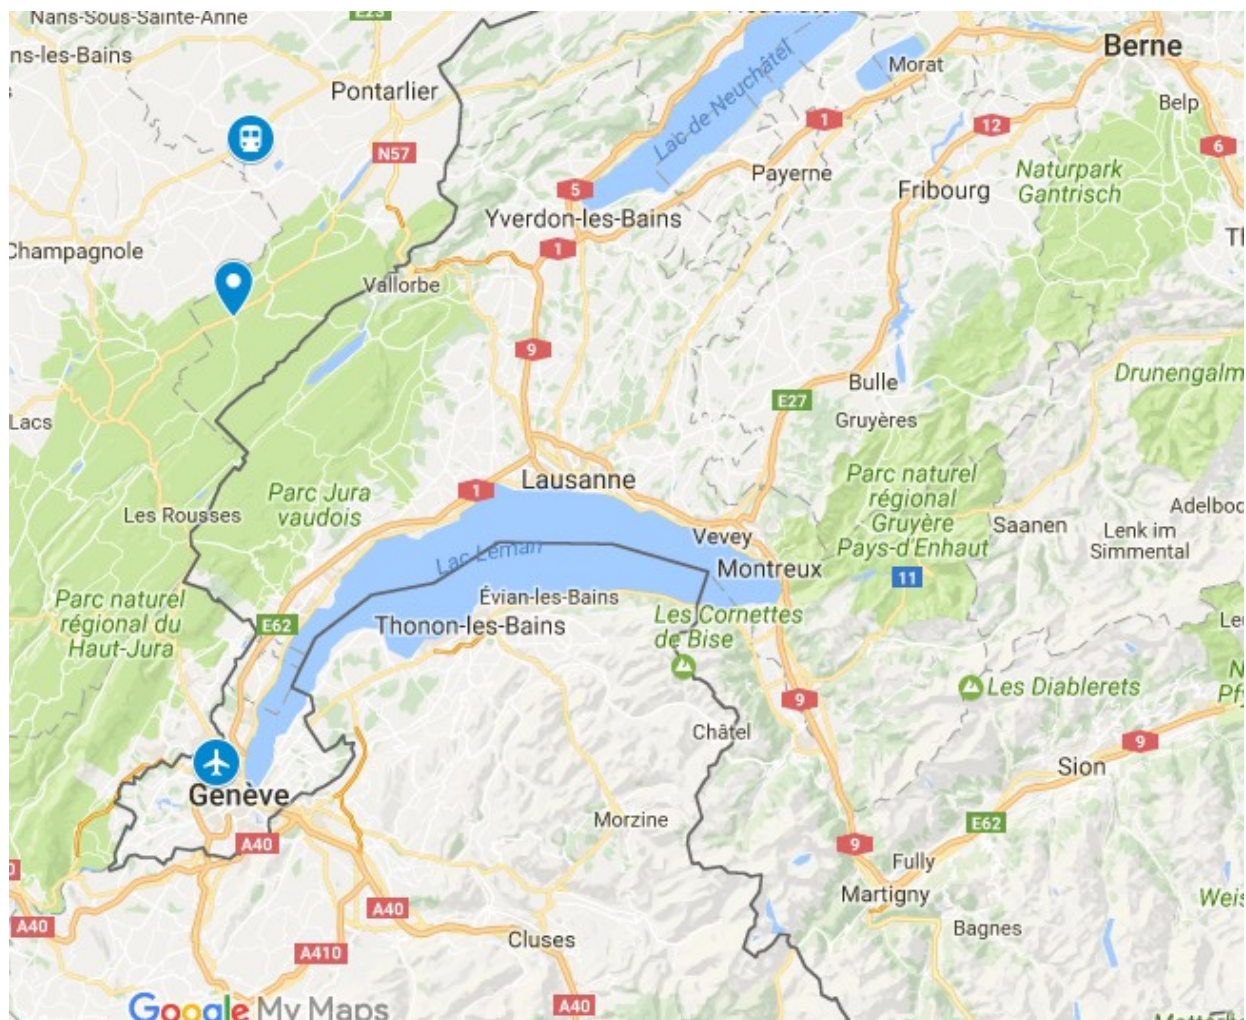 Nans-Sous-Sainte-Anne
E23
Neuchâtel
Berne
ns-les-Bains
Morat
Pontarlier
Belp
Lac de Neuchâtel
1
12
6
N57
Payerne
Naturpark
Gantrisch
5
Fribourg
Yverdon-les-Bains
1
Th
Champagnole
Vallorbe
9
Bulle
Drunengalm
E27
Lacs
Gruyères
Lausanne
Parc naturel
régional
Gruyère
Pays-d'Enhaut
1
Parc Jura
vaudois
Les Rousses
Adelbod
Saanen
Lenk im
Simmental
Vevey
Lac Léman
Montreux
11
Évian-les-Bains
Parc naturel
régional du
Haut-Jura
E62
Thonon-les-Bains
Les Cornettes
de Bise
Les Diablerets
9
Châtel
9
Sion
Genève
Morzine
E62
A40
9
Fully
Martigny
A40
A40
Bagnes
Cluses
A410
A40
Google My Maps